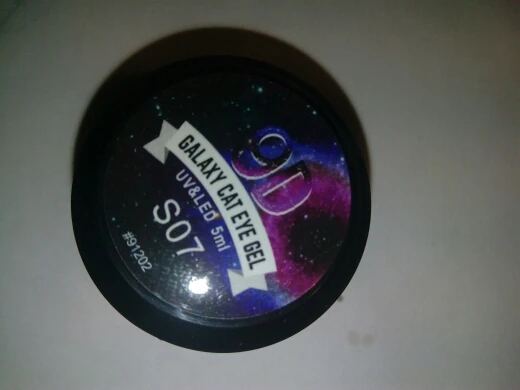 9D
GALAXY CAT EYE GEL
UV&LED 5ml
S07
#91202